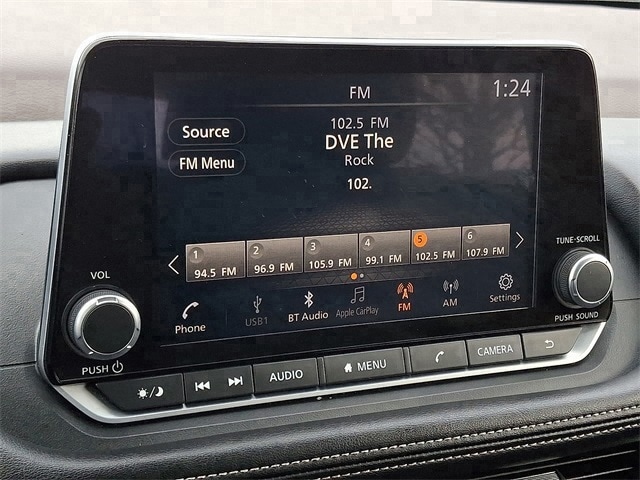 FM
1:24
Source
102.5 FM
DVE The
Rock
FM Menu
102.
1
94.5 FM
2
96.9 FM
3
105.9 FM
4
99.1 FM
5
102.5 FM
6
107.9 FM
Phone
USB1
BT Audio
Apple CarPlay
FM
AM
Settings
VOL
PUSH
TUNE·SCROLL
PUSH SOUND
AUDIO
MENU
CAMERA